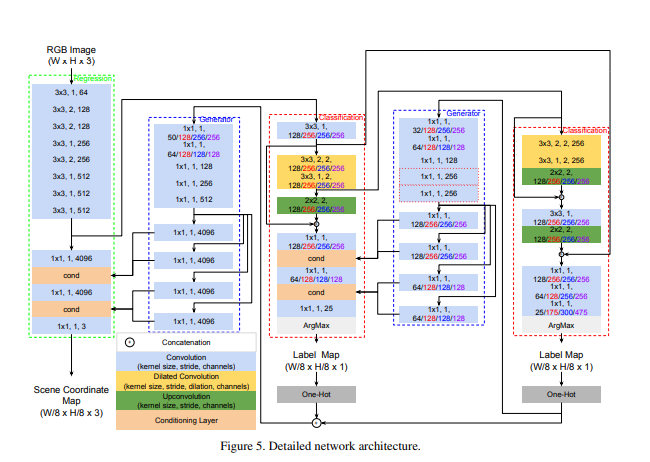 RGB Image
(W x H x 3)
Regression
3x3, 1, 64
3x3, 2, 128
3x3, 2, 128
3x3, 1, 256
3x3, 2, 256
3x3, 1, 512
3x3, 1, 512
3x3, 1, 512
1x1, 1, 4096
cond
1x1, 1, 4096
cond
1x1, 1, 3
Scene Coordinate
Map
(W/8 x H/8 x 3)
Generator
1x1, 1,
50/128/256/256
1x1, 1,
64/128/128/128
1x1, 1, 128
1x1, 1, 256
1x1, 1, 512
1x1, 1, 4096
1x1, 1, 4096
1x1, 1, 4096
1x1, 1, 4096
Concatenation
Convolution
(kernel size, stride, channels)
Dilated Convolution
(kernel size, stride, dilation, channels)
Upconvolution
(kernel size, stride, channels)
Conditioning Layer
Classification
3x3, 1,
128/256/256/256
3x3, 2, 2,
128/256/256/256
3x3, 1, 2,
128/256/256/256
2x2, 2,
128/256/256/256
1x1, 1,
128/256/256/256
cond
1x1, 1,
64/128/128/128
cond
1x1, 1, 25
ArgMax
Label Map
(W/8 x H/8 x 1)
One-Hot
Generator
1x1, 1,
32/128/256/256
1x1, 1,
64/128/128/128
1x1, 1, 128
1x1, 1, 256
1x1, 1, 256
1x1, 1,
128/256/256/256
1x1, 1,
128/256/256/256
1x1, 1,
64/128/128/128
1x1, 1,
64/128/128/128
Classification
3x3, 2, 2, 256
3x3, 1, 2, 256
2x2, 2,
128/256/256/256
3x3, 1,
128/256/256/256
2x2, 2,
128/256/256/256
1x1, 1,
128/256/256/256
1x1, 1,
64/128/256/256
1x1, 1,
25/175/300/475
ArgMax
Label Map
(W/8 x H/8 x 1)
One-Hot
Figure 5. Detailed network architecture.